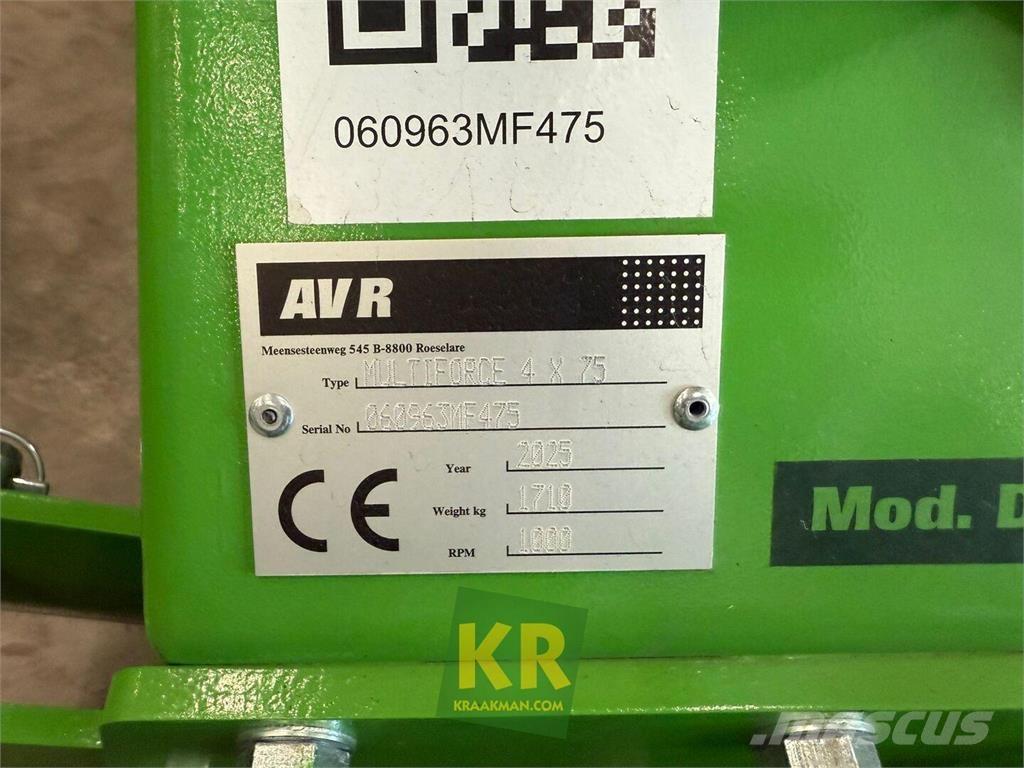 060963MF475
AVR
Meensesteenweg 545 B-8800 Roeselare
Type MULTIFORCE 4 X 75
Serial No 060963MF475
Year 2025
Weight kg 1710
RPM 1000
CE
Mod. D
KR
KRAAKMAN.COM
mascus